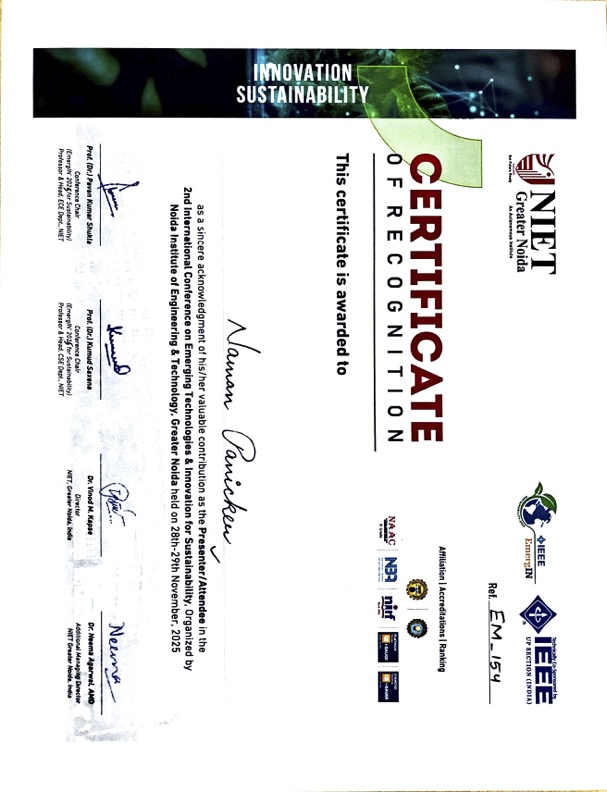 NIET
Greater Noida
An Autonomous Institute
Get Future Ready
IEEE
EmergIN
Technically Co-Sponsored by
IEEE
UP SECTION (INDIA)
Ref. EM_154
INNOVATION
SUSTAINABILITY
CERTIFICATE
OF RECOGNITION
Affiliation | Accreditations | Ranking
NAAC
NBA
nirf
This certificate is awarded to
Naman Panicker
as a sincere acknowledgment of his/her valuable contribution as the Presenter/Attendee in the
2nd International Conference on Emerging Technologies & Innovation for Sustainability, Organized by
Noida Institute of Engineering & Technology, Greater Noida held on 28th-29th November, 2025
Prof. (Dr.) Pavan Kumar Shukla
Conference Chair
(EmergIN' 2025 for Sustainability)
Professor & Head, ECE Dept., NIET
Prof. (Dr.) Kumud Saxena
Conference Chair
(EmergIN' 2025 for Sustainability)
Professor & Head, CSE Dept., NIET
Dr. Vinod M. Kapse
Director
NIET, Greater Noida, India
Neema
Dr. Neema Agarwal, AMD
Additional Managing Director
NIET Greater Noida, India